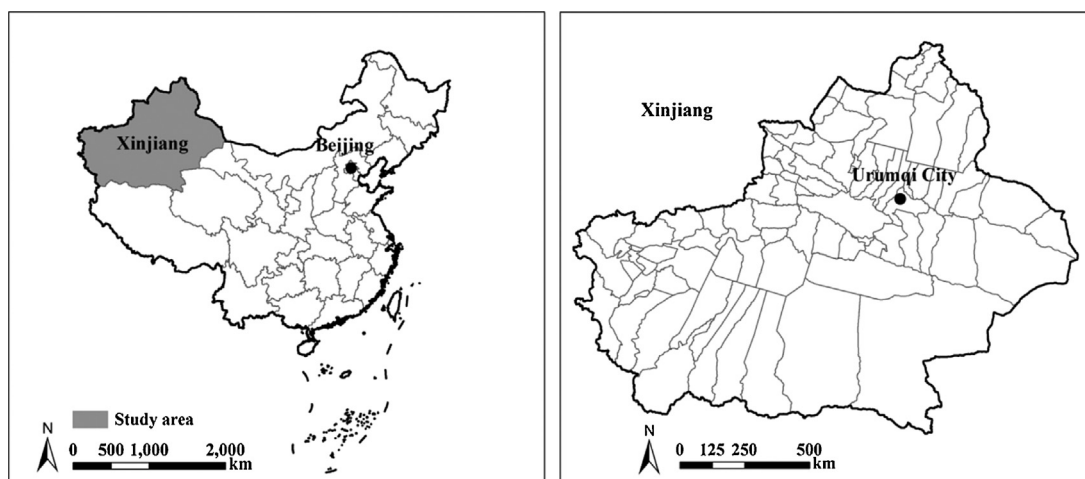 Xinjiang
Beijing
N
Study area
0 500 1,000 2,000
km
Xinjiang
Urumqi City
N
0 125 250 500
km